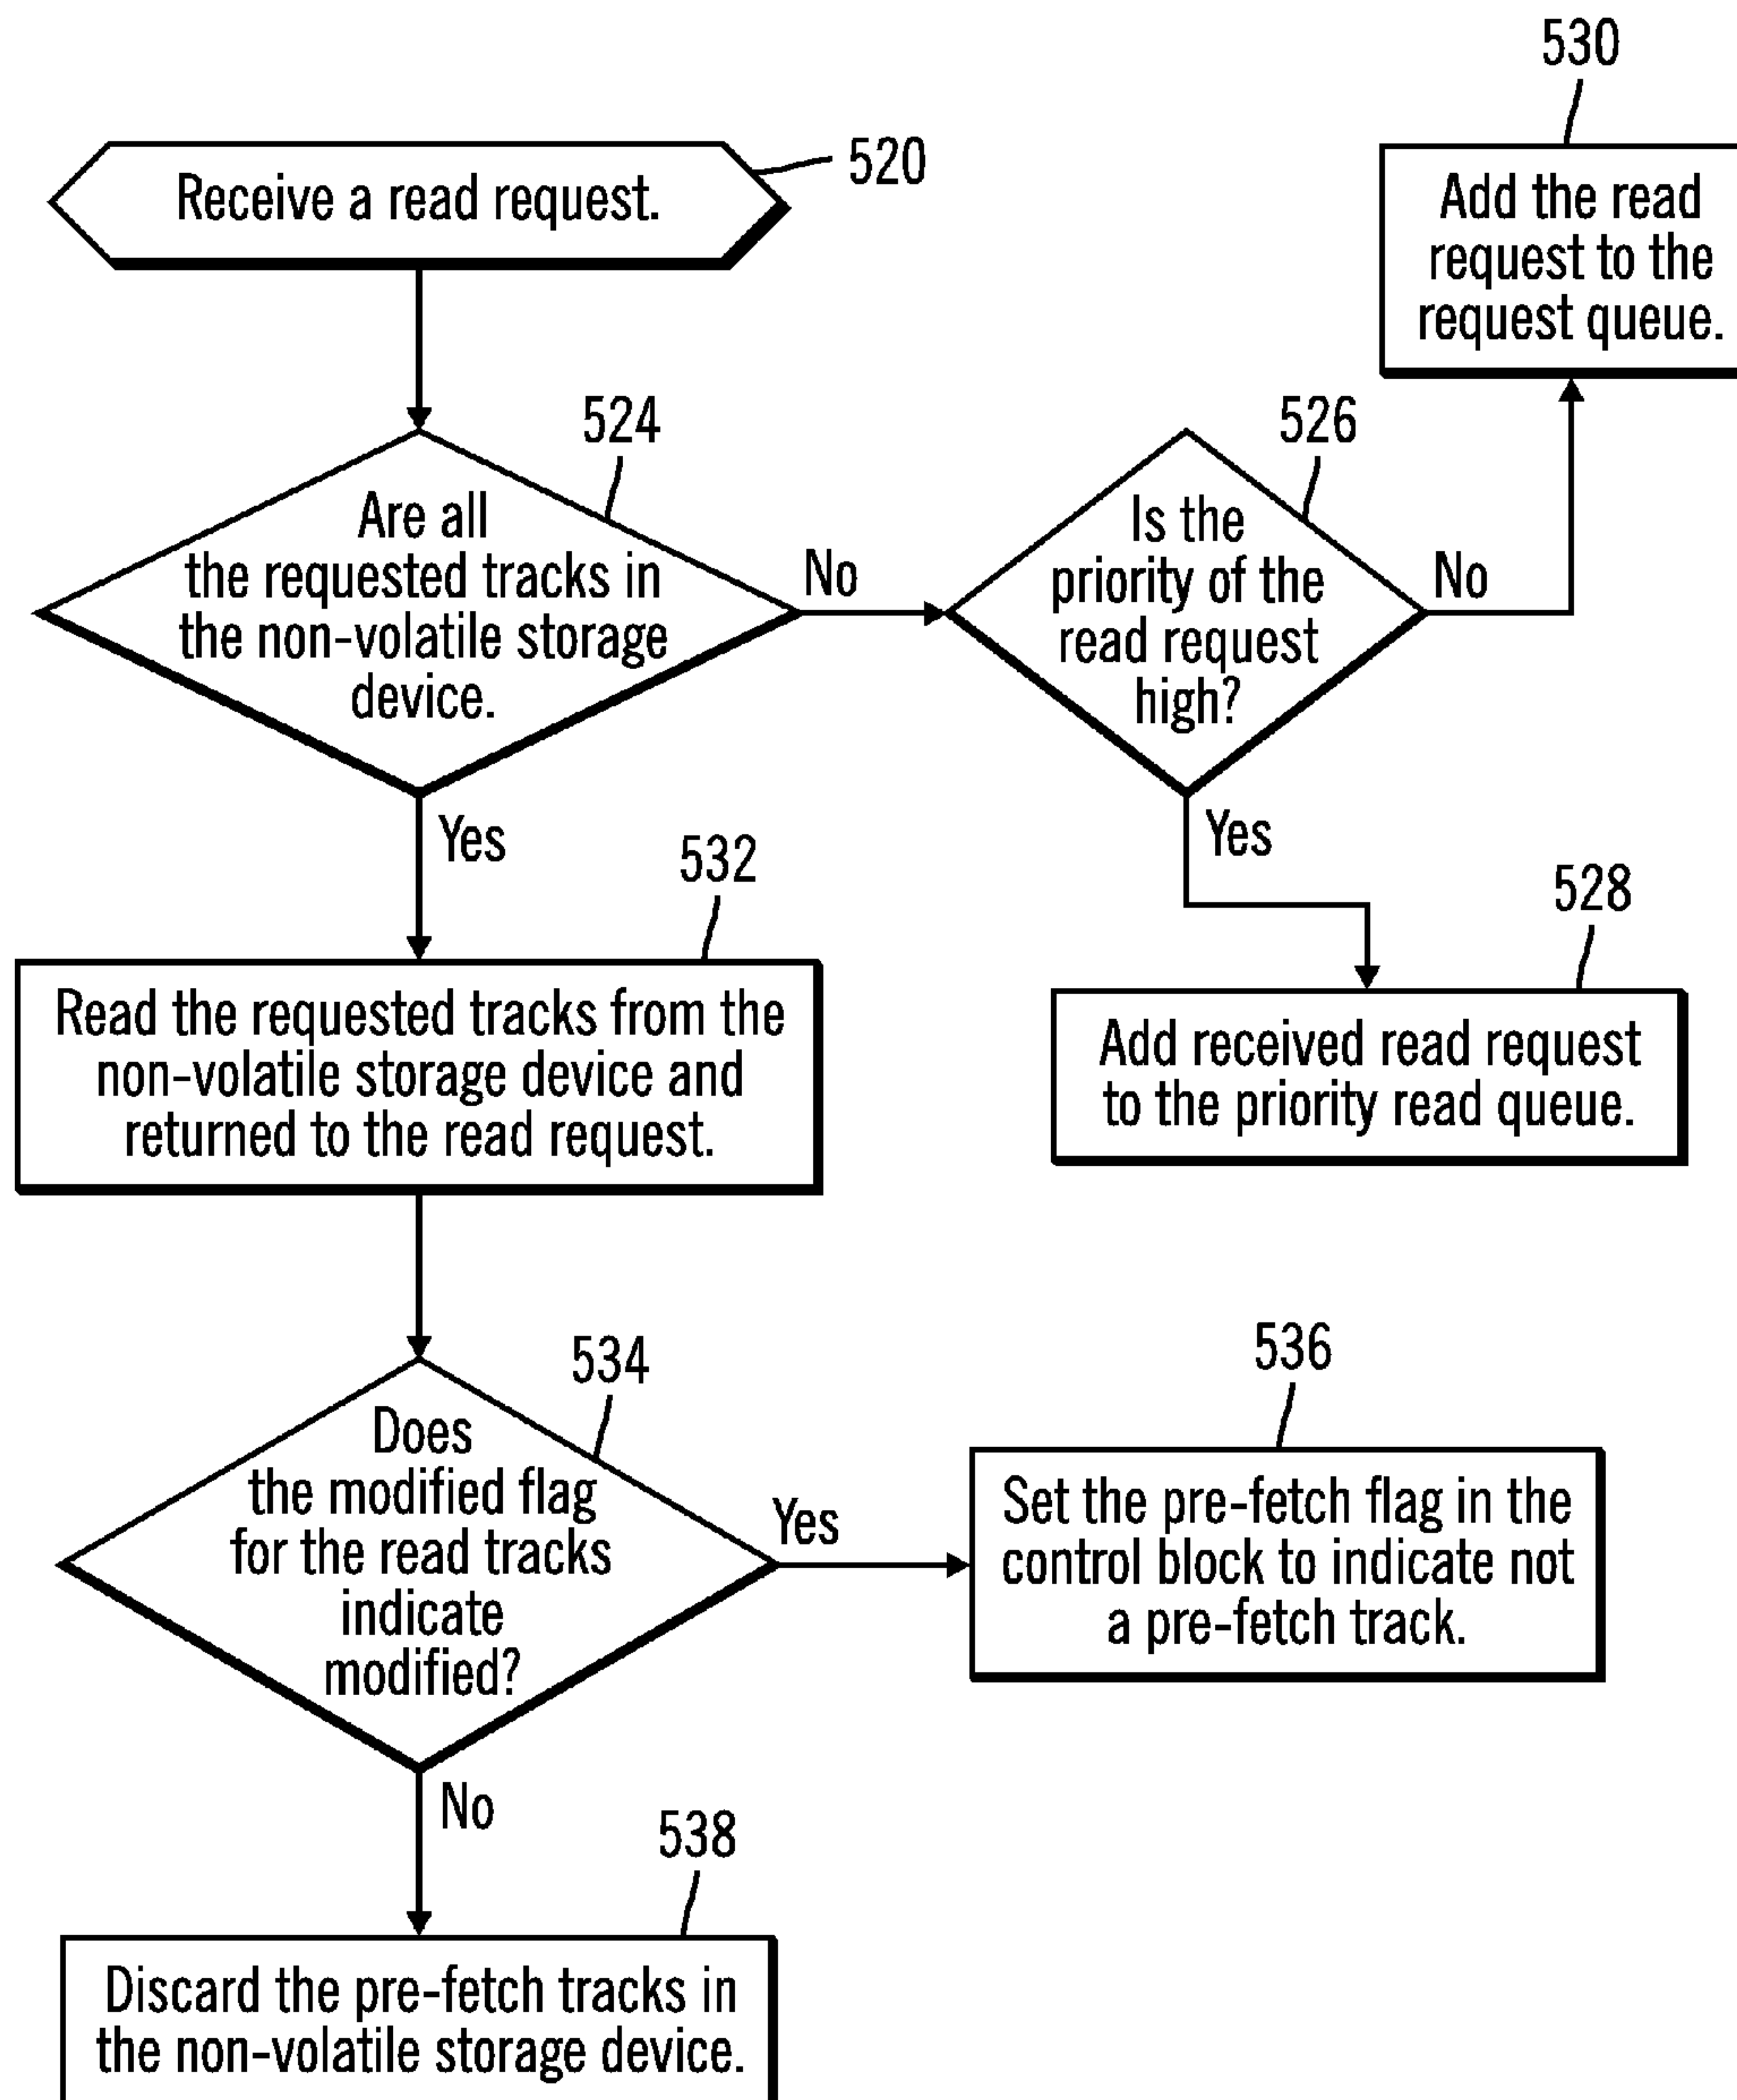 530
520
Receive a read request.
Add the read
request to the
request queue.
524
526
Are all
the requested tracks in
the non-volatile storage
device.
No
Is the
priority of the
read request
high?
No
Yes
Yes
532
528
Read the requested tracks from the
non-volatile storage device and
returned to the read request.
Add received read request
to the priority read queue.
534
536
Does
the modified flag
for the read tracks
indicate
modified?
Yes
Set the pre-fetch flag in the
control block to indicate not
a pre-fetch track.
No
538
Discard the pre-fetch tracks in
the non-volatile storage device.